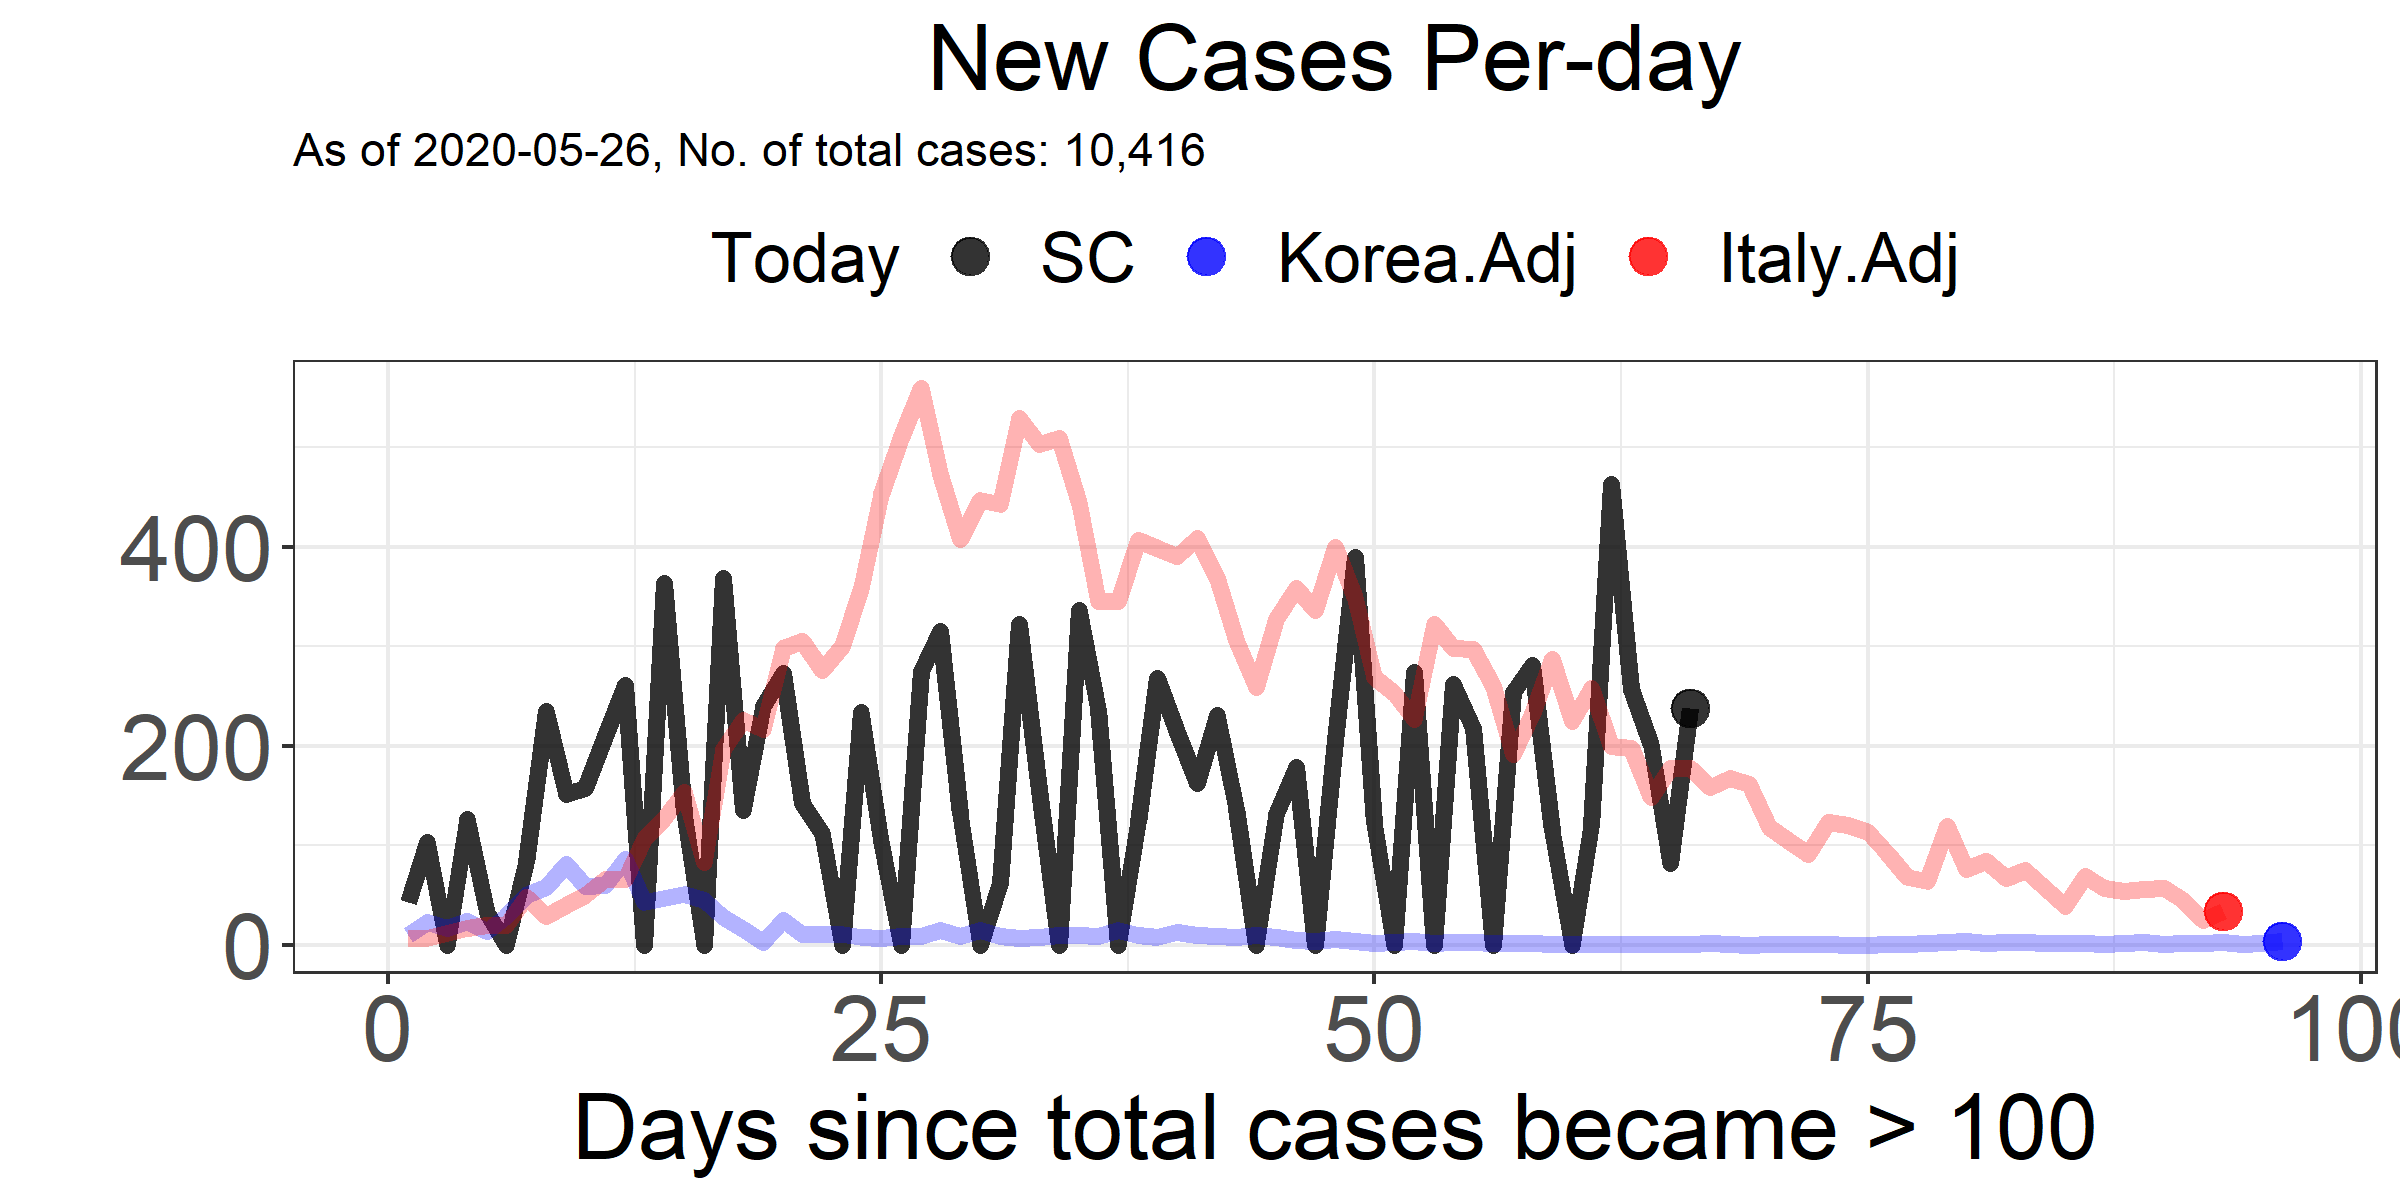 New Cases Per-day
As of 2020-05-26, No. of total cases: 10,416
Today SC Korea.Adj Italy.Adj
400
200
0
0 25 50 75 100
Days since total cases became > 100